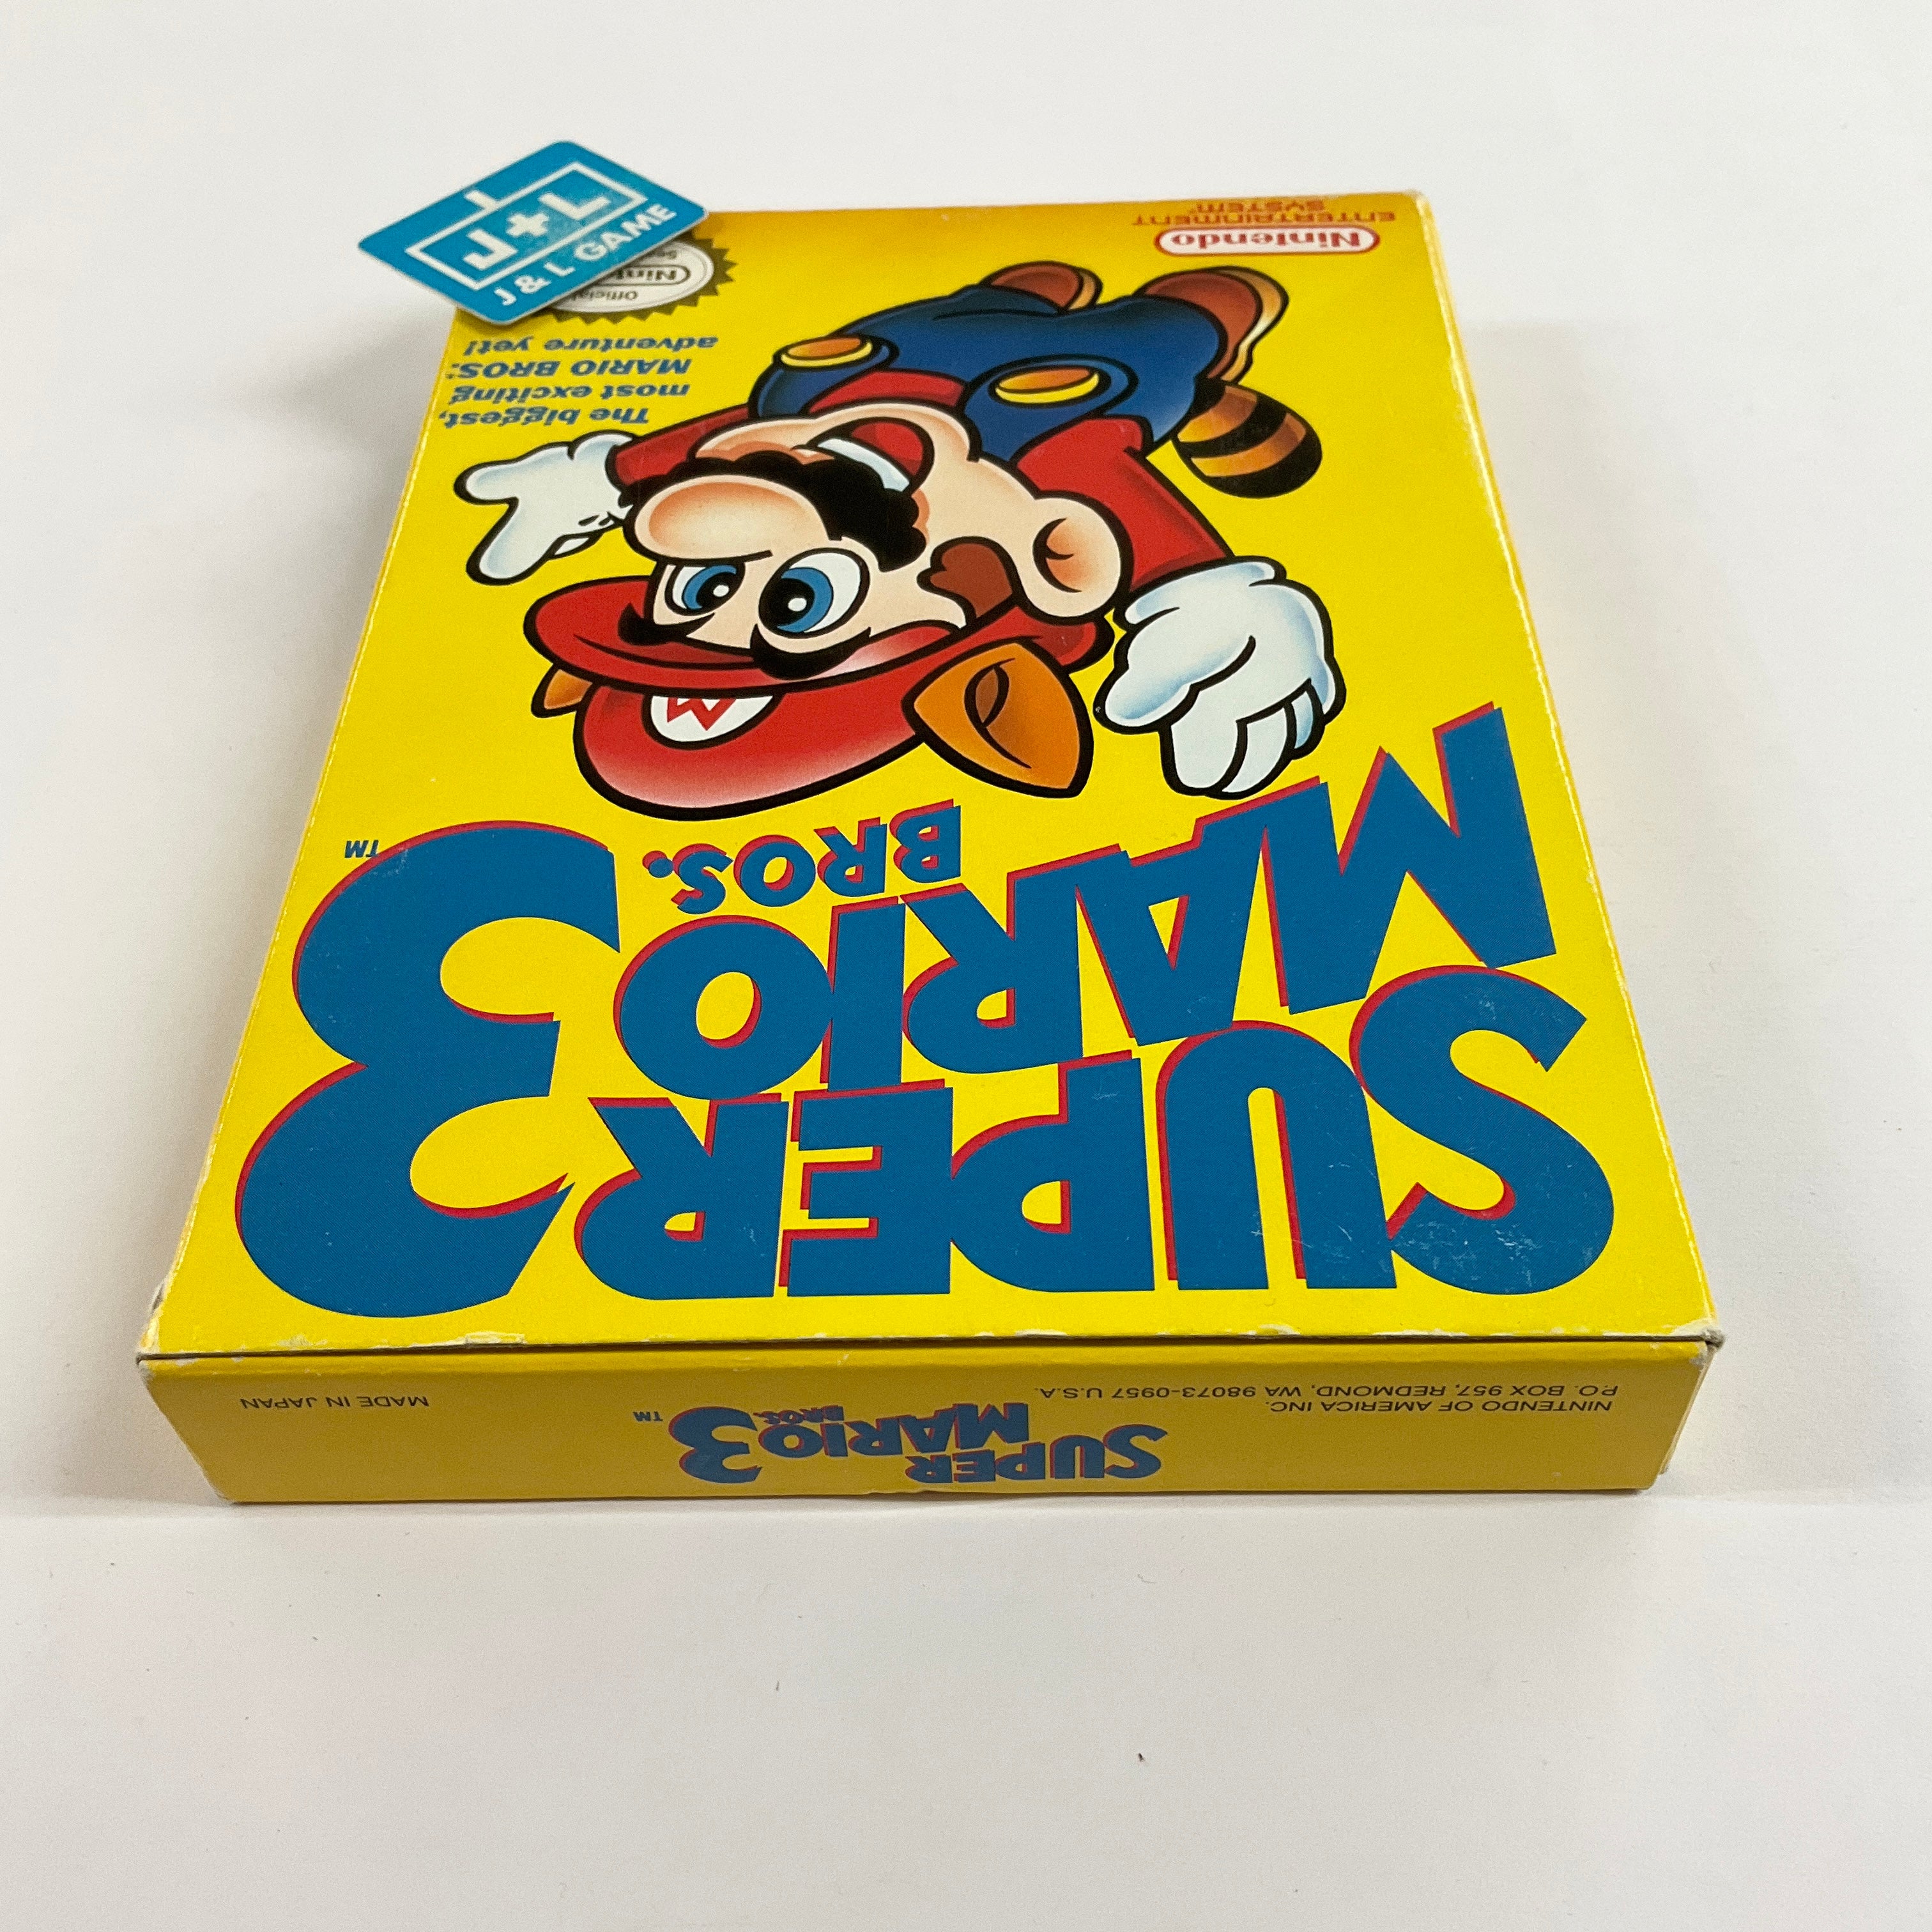 SUPER
MARIO
BROS.
3
TM
M
The biggest,
most exciting
MARIO BROS.
adventure yet!
Official
Nintendo
ENTERTAINMENT
SYSTEM
J+L
J & L GAME
NINTENDO OF AMERICA INC.
P.O. BOX 957, REDMOND, WA 98073-0957 U.S.A.
SUPER
MARIO
BROS.
3
TM
MADE IN JAPAN